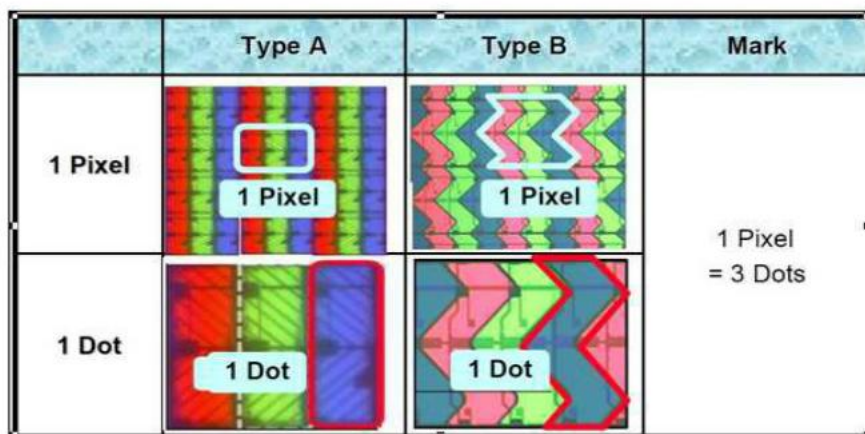 Type A
Type B
Mark
1 Pixel
1 Pixel
1 Pixel
1 Pixel
= 3 Dots
1 Dot
1 Dot
1 Dot